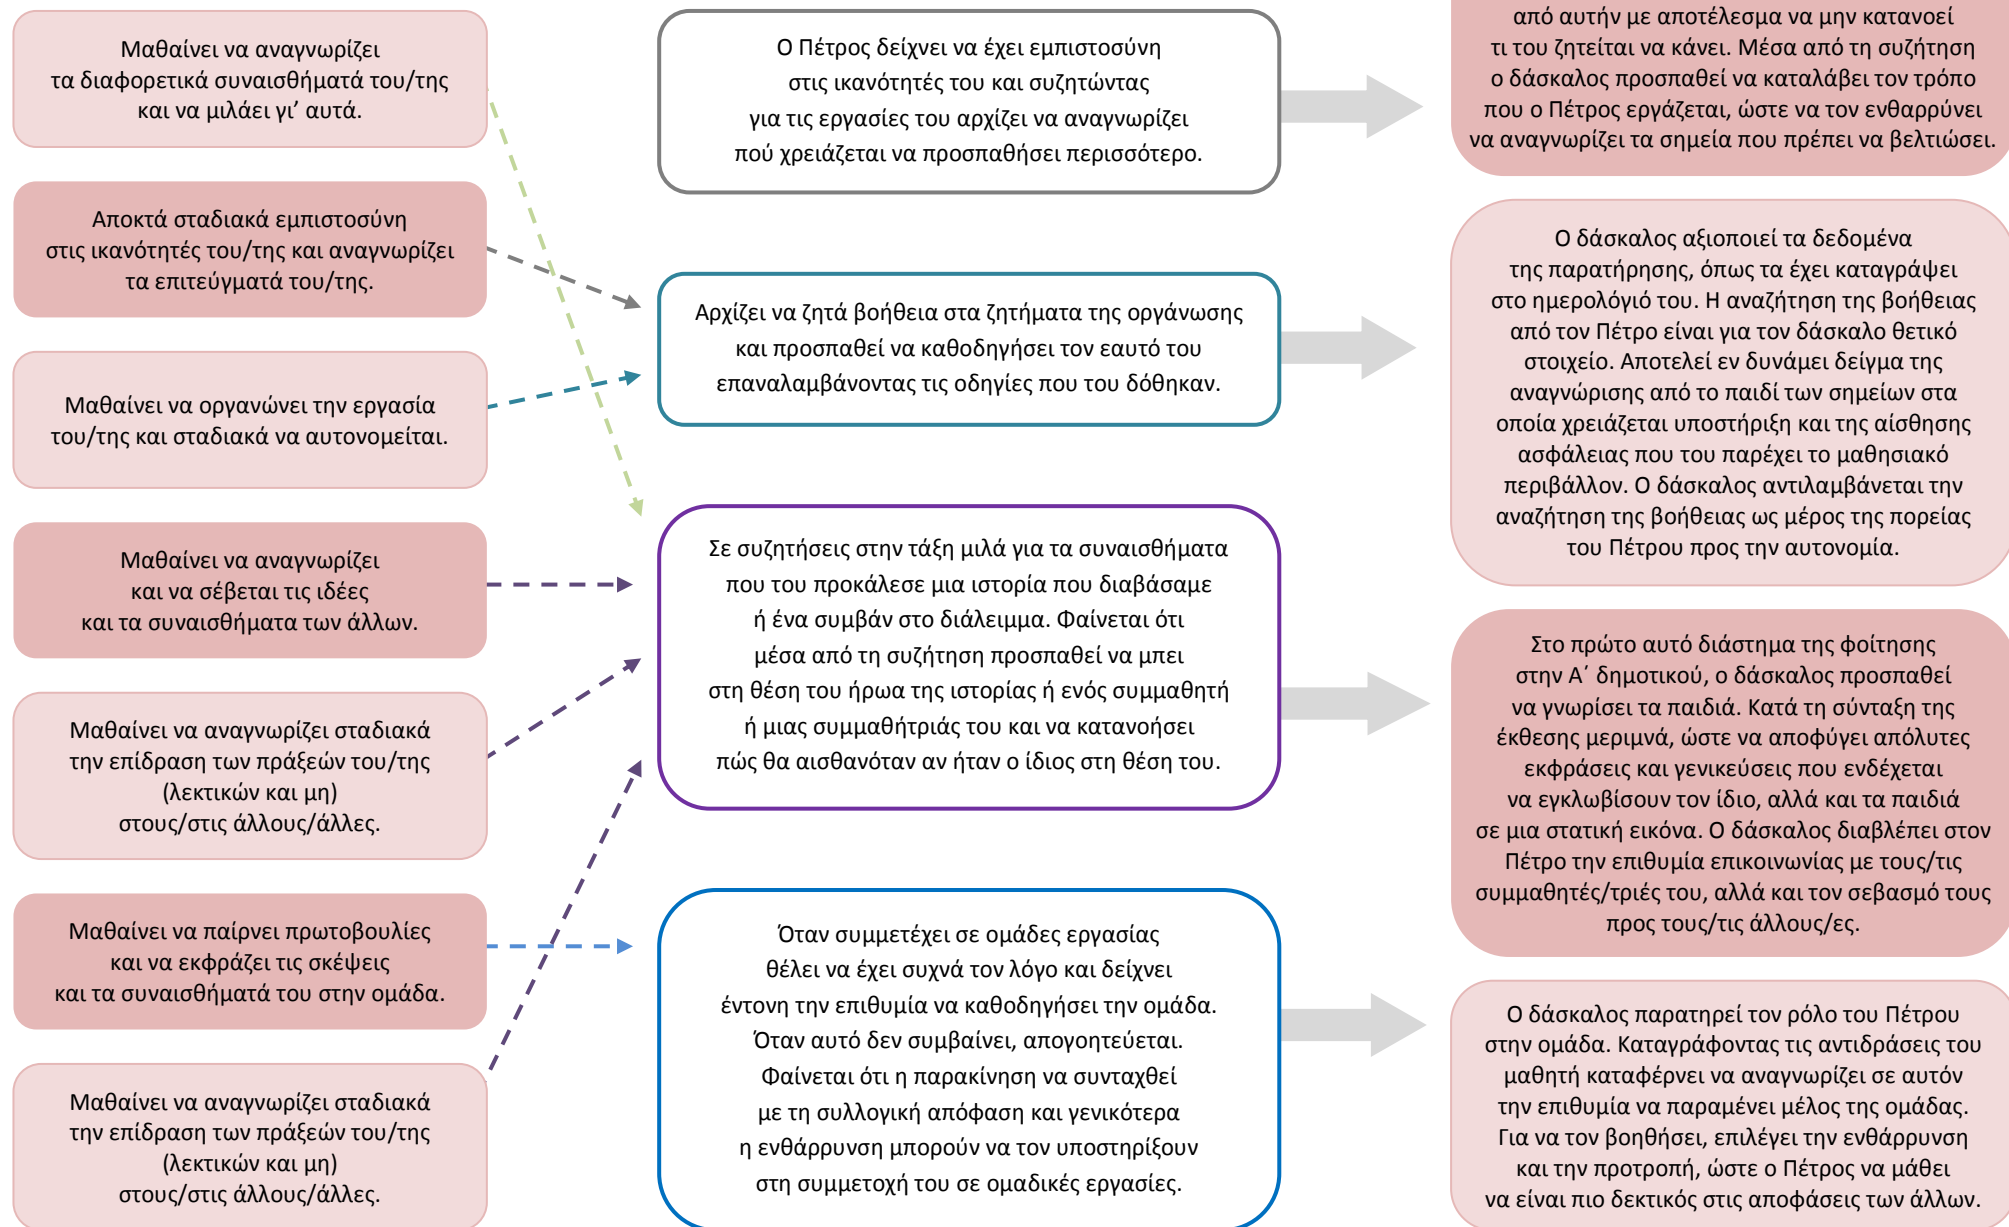 Μαθαίνει να αναγνωρίζει
τα διαφορετικά συναισθήματά του/της
και να μιλάει γι’ αυτά.
Αποκτά σταδιακά εμπιστοσύνη
στις ικανότητές του/της και αναγνωρίζει
τα επιτεύγματά του/της.
Μαθαίνει να οργανώνει την εργασία
του/της και σταδιακά να αυτονομείται.
Μαθαίνει να αναγνωρίζει
και να σέβεται τις ιδέες
και τα συναισθήματα των άλλων.
Μαθαίνει να αναγνωρίζει σταδιακά
την επίδραση των πράξεών του/της
(λεκτικών και μη)
στους/στις άλλους/άλλες.
Μαθαίνει να παίρνει πρωτοβουλίες
και να εκφράζει τις σκέψεις
και τα συναισθήματά του στην ομάδα.
Μαθαίνει να αναγνωρίζει σταδιακά
την επίδραση των πράξεών του/της
(λεκτικών και μη)
στους/στις άλλους/άλλες.
Ο Πέτρος δείχνει να έχει εμπιστοσύνη
στις ικανότητές του και συζητώντας
για τις εργασίες του αρχίζει να αναγνωρίζει
πού χρειάζεται να προσπαθήσει περισσότερο.
Αρχίζει να ζητά βοήθεια στα ζητήματα της οργάνωσης
και προσπαθεί να καθοδηγήσει τον εαυτό του
επαναλαμβάνοντας τις οδηγίες που του δόθηκαν.
Σε συζητήσεις στην τάξη μιλά για τα συναισθήματα
που του προκάλεσε μια ιστορία που διαβάσαμε
ή ένα συμβάν στο διάλειμμα. Φαίνεται ότι
μέσα από τη συζήτηση προσπαθεί να μπει
στη θέση του ήρωα της ιστορίας ή ενός συμμαθητή
ή μιας συμμαθήτριάς του και να κατανοήσει
πώς θα αισθανόταν αν ήταν ο ίδιος στη θέση του.
Όταν συμμετέχει σε ομάδες εργασίας
θέλει να έχει συχνά τον λόγο και δείχνει
έντονη την επιθυμία να καθοδηγήσει την ομάδα.
Όταν αυτό δεν συμβαίνει, απογοητεύεται.
Φαίνεται ότι η παρακίνηση να συνταχθεί
με τη συλλογική απόφαση και γενικότερα
η ενθάρρυνση μπορούν να τον υποστηρίξουν
στη συμμετοχή του σε ομαδικές εργασίες.
από αυτήν με αποτέλεσμα να μην κατανοεί
τι του ζητείται να κάνει. Μέσα από τη συζήτηση
ο δάσκαλος προσπαθεί να καταλάβει τον τρόπο
που ο Πέτρος εργάζεται, ώστε να τον ενθαρρύνει
να αναγνωρίζει τα σημεία που πρέπει να βελτιώσει.
Ο δάσκαλος αξιοποιεί τα δεδομένα
της παρατήρησης, όπως τα έχει καταγράψει
στο ημερολόγιό του. Η αναζήτηση της βοήθειας
από τον Πέτρο είναι για τον δάσκαλο θετικό
στοιχείο. Αποτελεί εν δυνάμει δείγμα της
αναγνώρισης από το παιδί των σημείων στα
οποία χρειάζεται υποστήριξη και της αίσθησης
ασφάλειας που του παρέχει το μαθησιακό
περιβάλλον. Ο δάσκαλος αντιλαμβάνεται την
αναζήτηση της βοήθειας ως μέρος της πορείας
του Πέτρου προς την αυτονομία.
Στο πρώτο αυτό διάστημα της φοίτησης
στην Α΄ δημοτικού, ο δάσκαλος προσπαθεί
να γνωρίσει τα παιδιά. Κατά τη σύνταξη της
έκθεσης μεριμνά, ώστε να αποφύγει απόλυτες
εκφράσεις και γενικεύσεις που ενδέχεται
να εγκλωβίσουν τον ίδιο, αλλά και τα παιδιά
σε μια στατική εικόνα. Ο δάσκαλος διαβλέπει στον
Πέτρο την επιθυμία επικοινωνίας με τους/τις
συμμαθητές/τριές του, αλλά και τον σεβασμό τους
προς τους/τις άλλους/ες.
Ο δάσκαλος παρατηρεί τον ρόλο του Πέτρου
στην ομάδα. Καταγράφοντας τις αντιδράσεις του
μαθητή καταφέρνει να αναγνωρίζει σε αυτόν
την επιθυμία να παραμένει μέλος της ομάδας.
Για να τον βοηθήσει, επιλέγει την ενθάρρυνση
και την προτροπή, ώστε ο Πέτρος να μάθει
να είναι πιο δεκτικός στις αποφάσεις των άλλων.